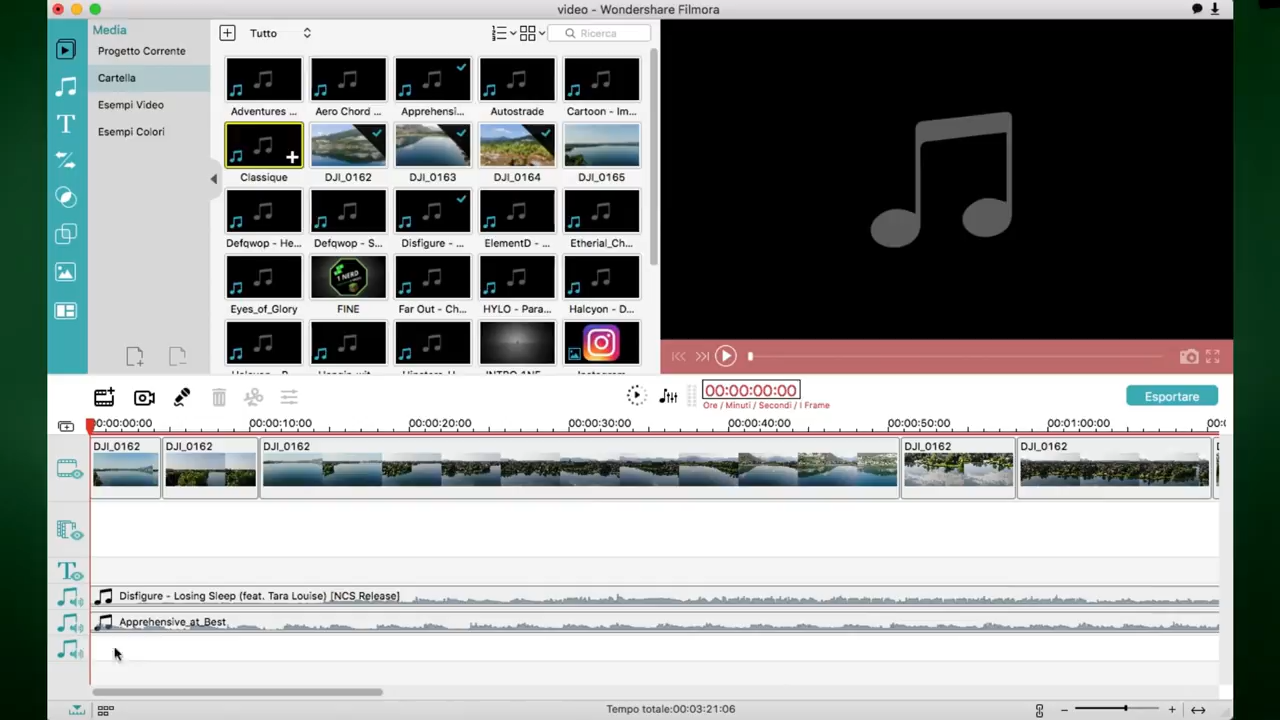 video - Wondershare Filmora
Media
Progetto Corrente
Cartella
Esempi Video
Esempi Colori
Tutto
Ricerca
Adventures ...
Aero Chord ...
Apprehensi...
Autostrade
Cartoon - Im...
Classique
DJI_0162
DJI_0163
DJI_0164
DJI_0165
Defqwop - He...
Defqwop - S...
Disfigure - ...
ElementD - ...
Etherial_Ch...
Eyes_of_Glory
FINE
Far Out - Ch...
HYLO - Para...
Halcyon - D...
1 NERD
00:00:00:00
Ore / Minuti / Secondi / I Frame
Esportare
00:00:00:00
00:00:10:00
00:00:20:00
00:00:30:00
00:00:40:00
00:00:50:00
00:01:00:00
DJI_0162
DJI_0162
DJI_0162
DJI_0162
DJI_0162
Disfigure - Losing Sleep (feat. Tara Louise) [NCS Release]
Apprehensive_at_Best
Tempo totale:00:03:21:06